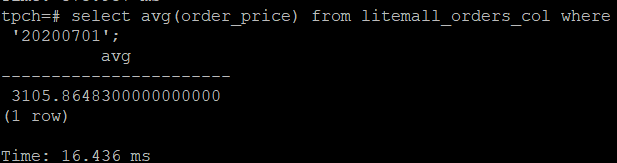 tpch=# select avg(order_price) from litemall_orders_col where
'20200701';
avg
-----------------------
3105.8648300000000000
(1 row)
Time: 16.436 ms